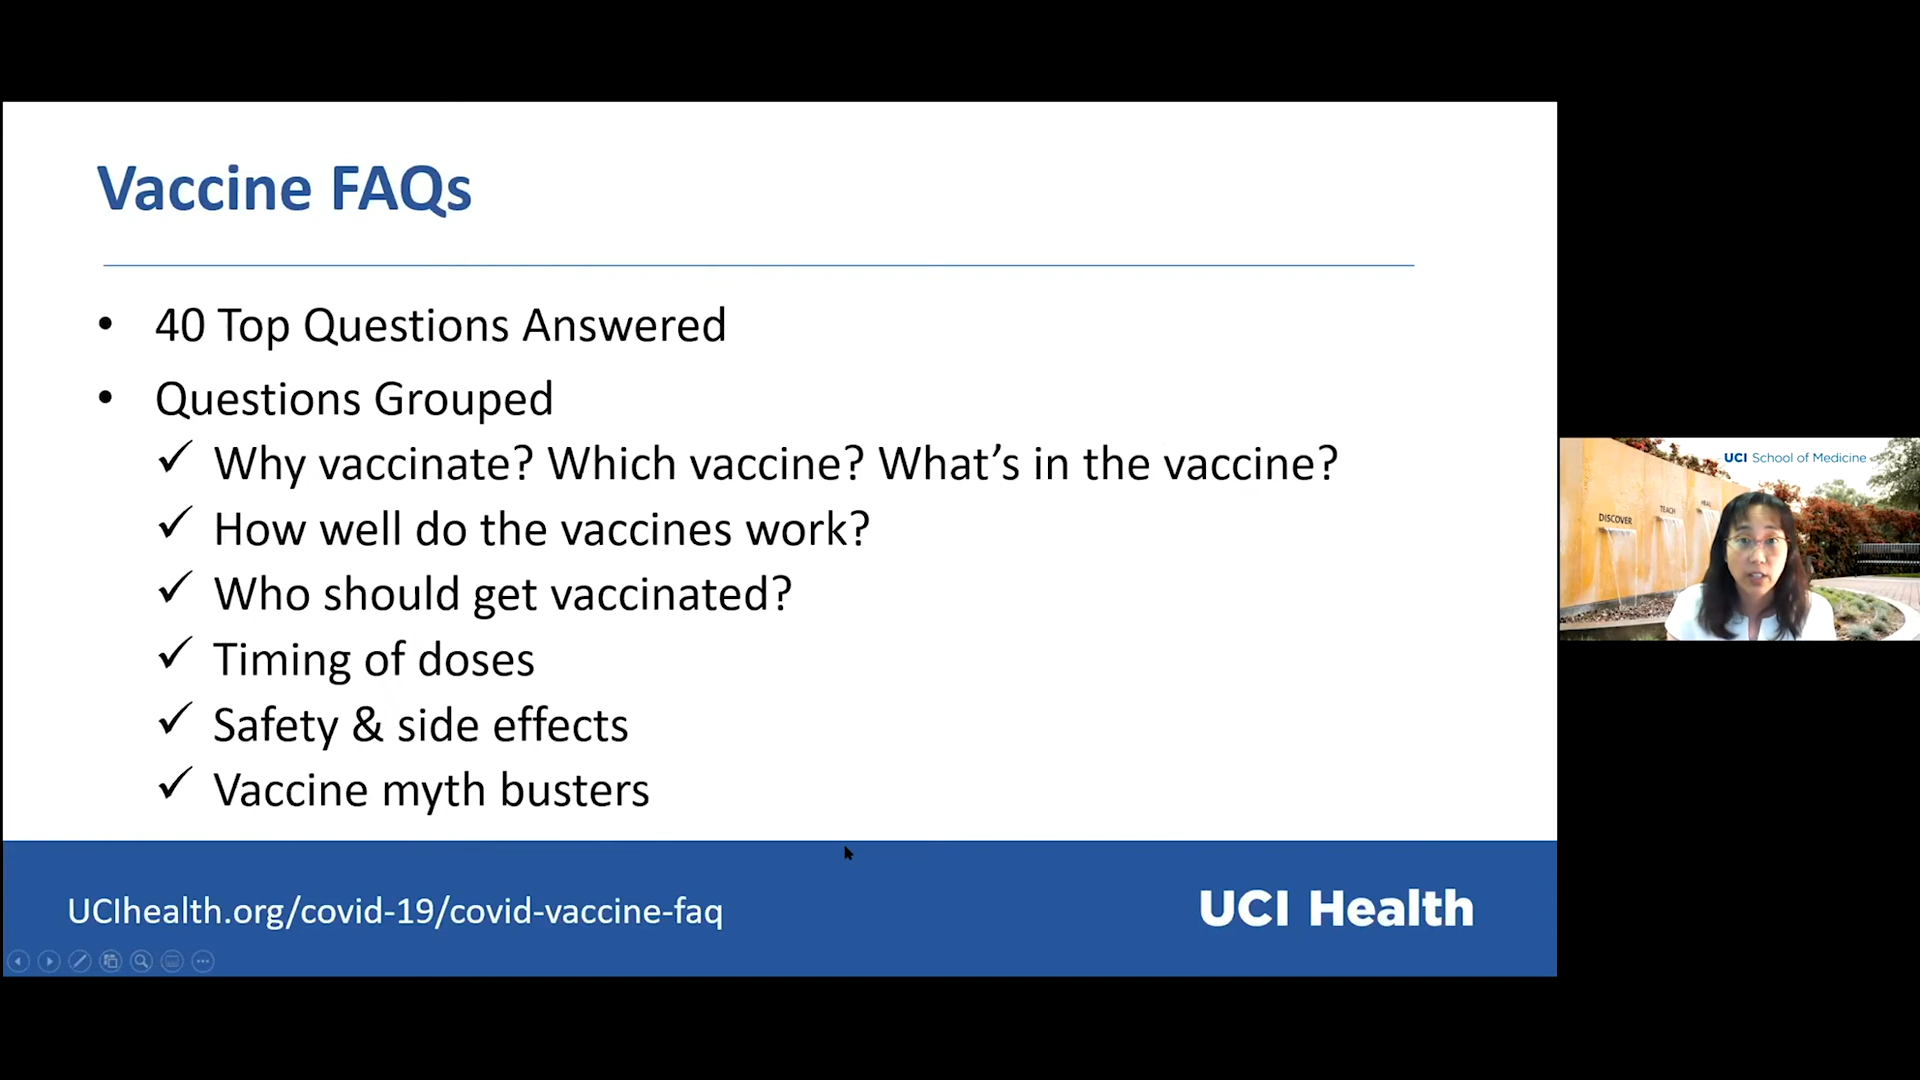 Vaccine FAQs
• 40 Top Questions Answered
• Questions Grouped
✓ Why vaccinate? Which vaccine? What’s in the vaccine?
✓ How well do the vaccines work?
✓ Who should get vaccinated?
✓ Timing of doses
✓ Safety & side effects
✓ Vaccine myth busters
UCIhealth.org/covid-19/covid-vaccine-faq
UCI Health
UCI School of Medicine
DISCOVER
TEACH
HEAL